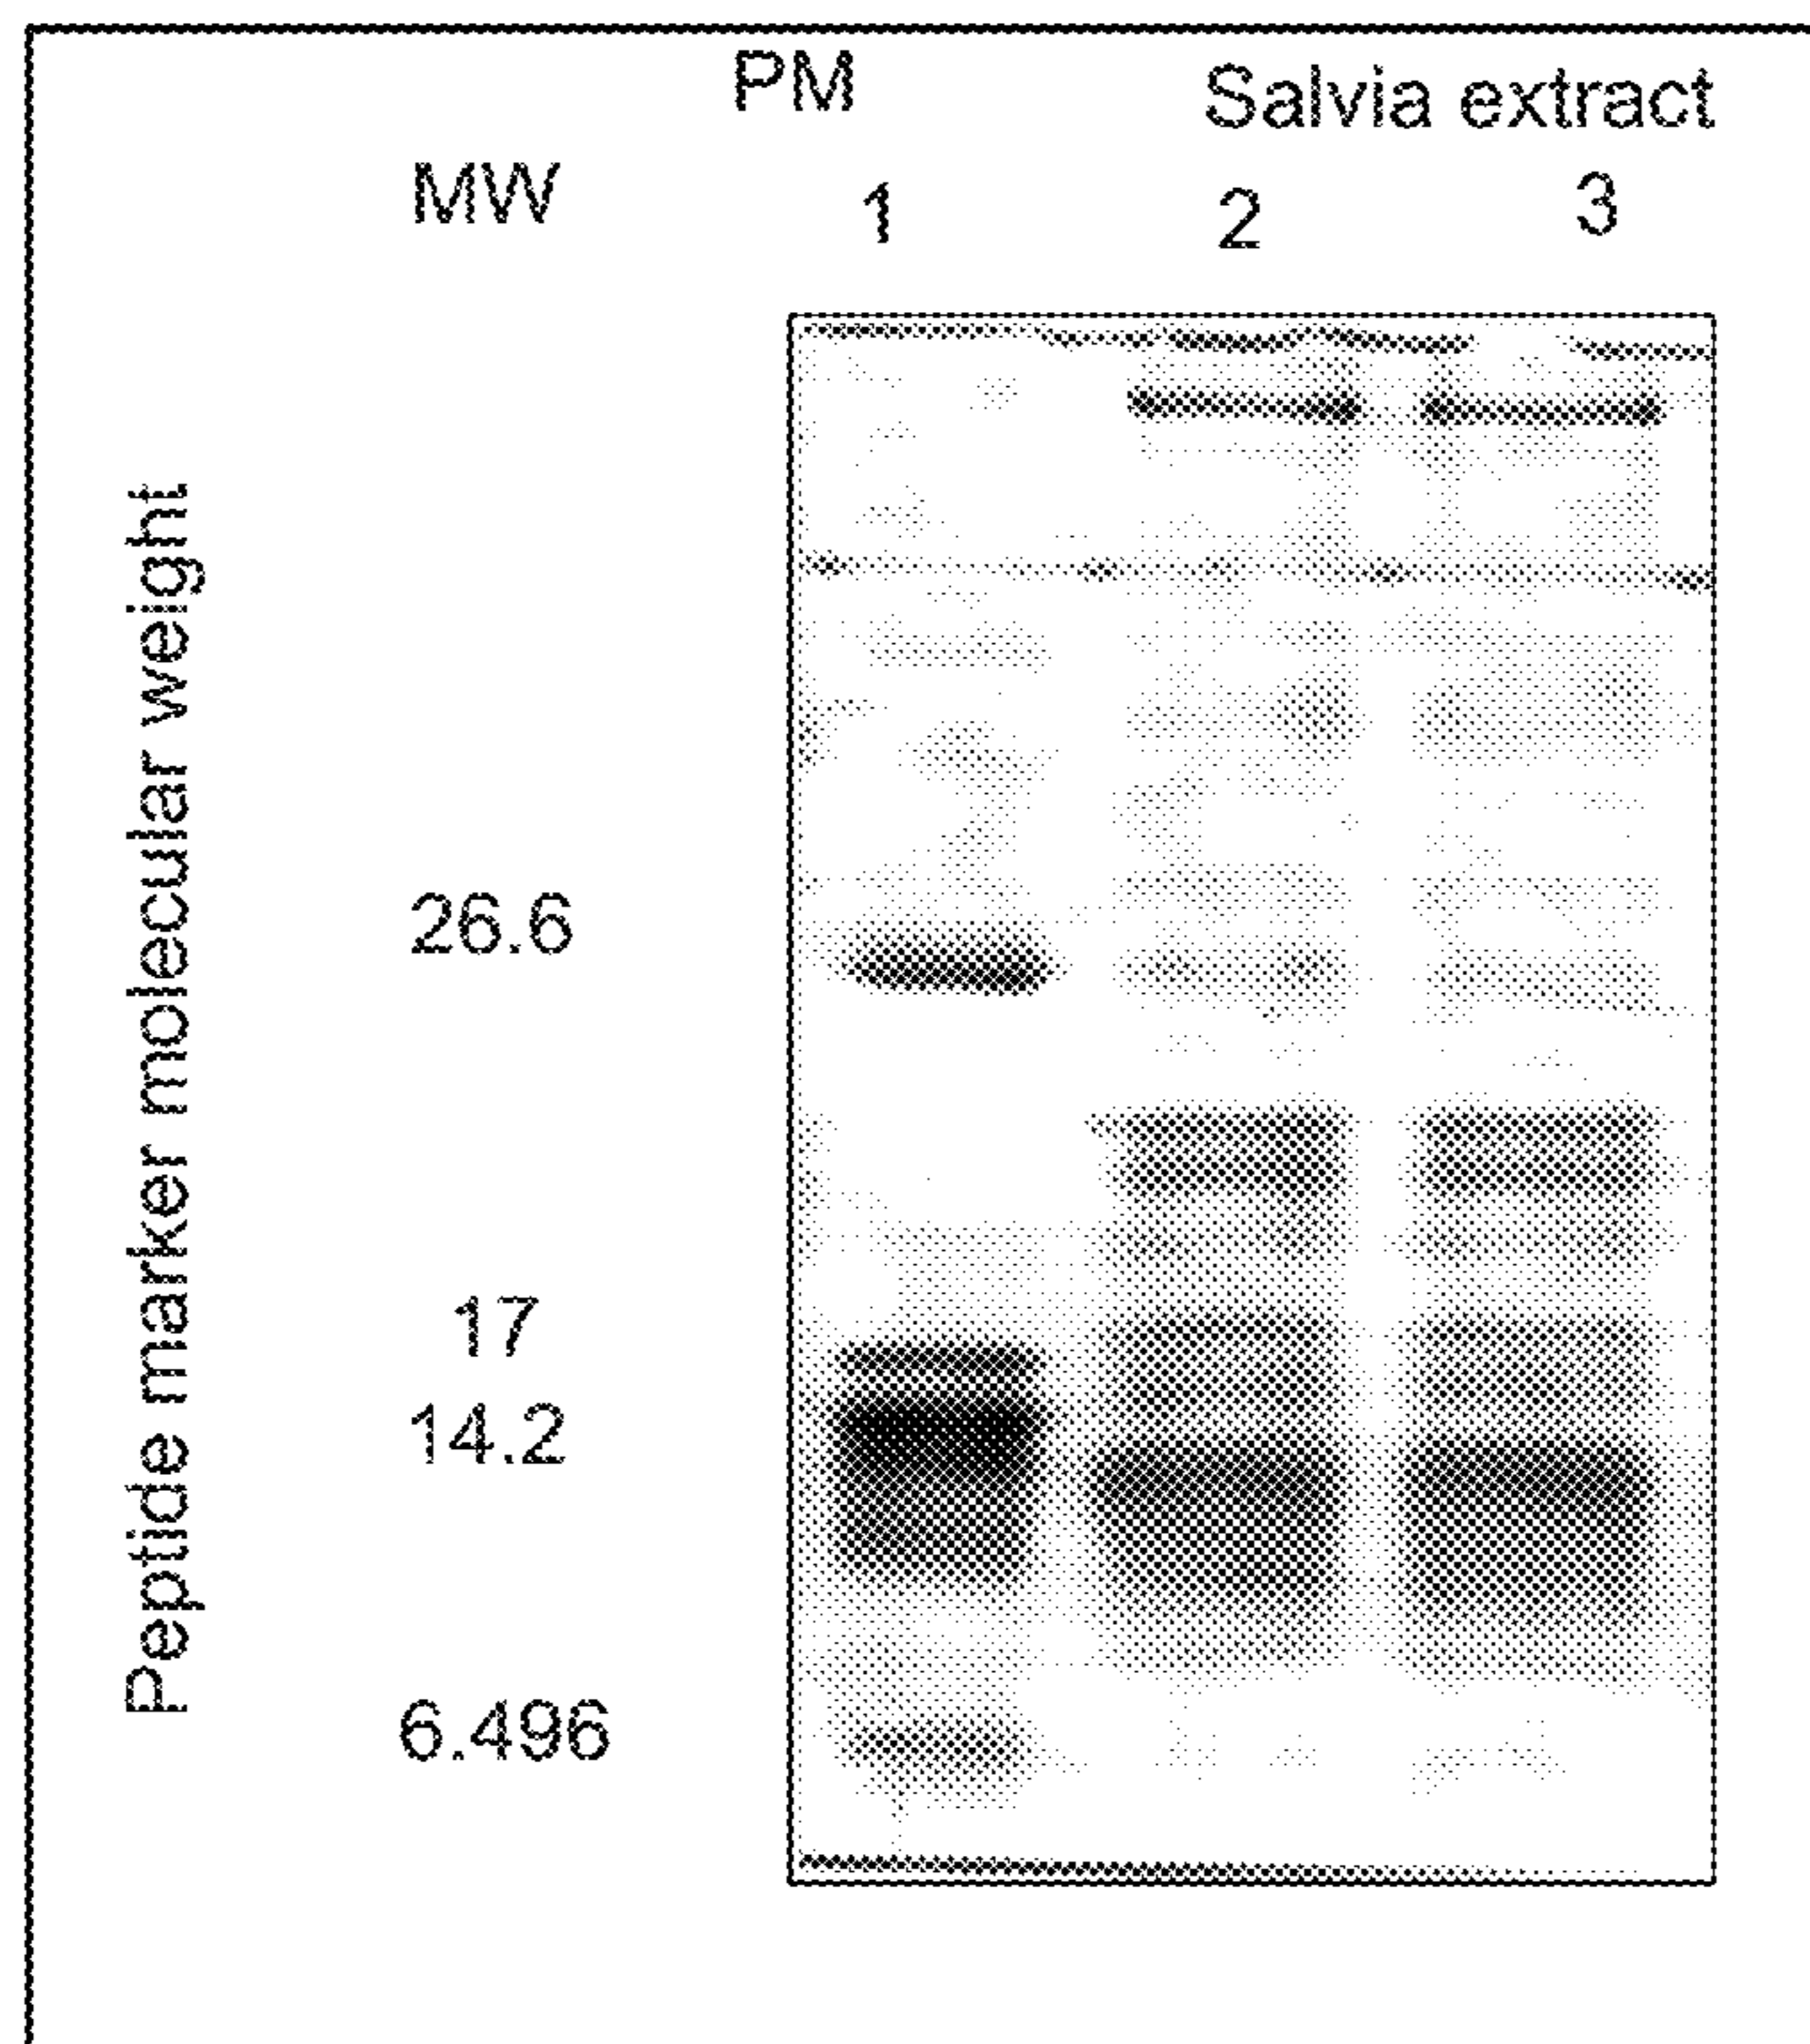 PM
Salvia extract
MW
1
2
3
Peptide marker molecular weight
26.6
17
14.2
6.496